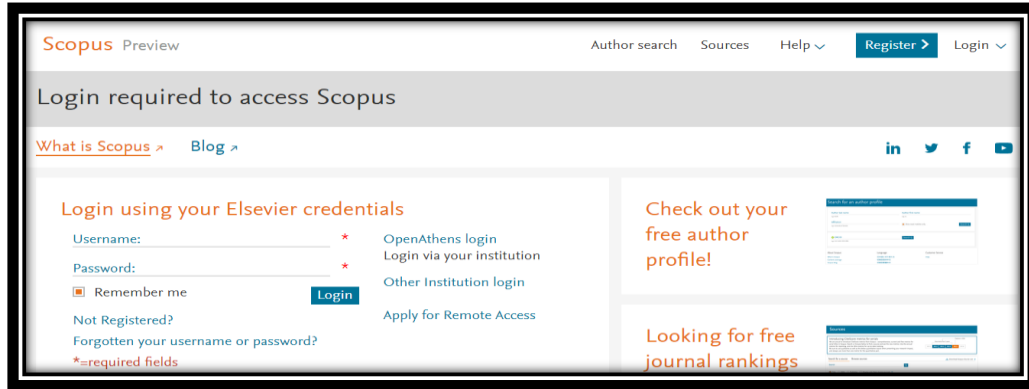 Scopus Preview
Author search Sources Help Register Login
Login required to access Scopus
What is Scopus Blog
in f
Login using your Elsevier credentials
Username: *
Password: *
Remember me Login
Not Registered?
Forgotten your username or password?
*=required fields
OpenAthens login
Login via your institution
Other Institution login
Apply for Remote Access
Check out your
free author
profile!
Looking for free
journal rankings
Sources